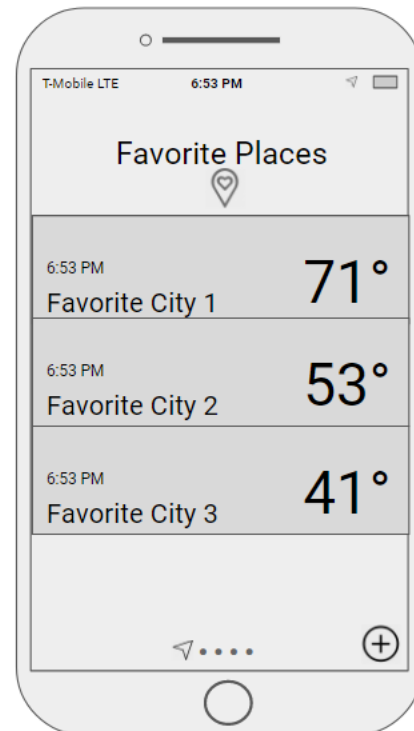 T-Mobile LTE 6:53 PM
Favorite Places
6:53 PM
71°
Favorite City 1
6:53 PM
53°
Favorite City 2
6:53 PM
41°
Favorite City 3